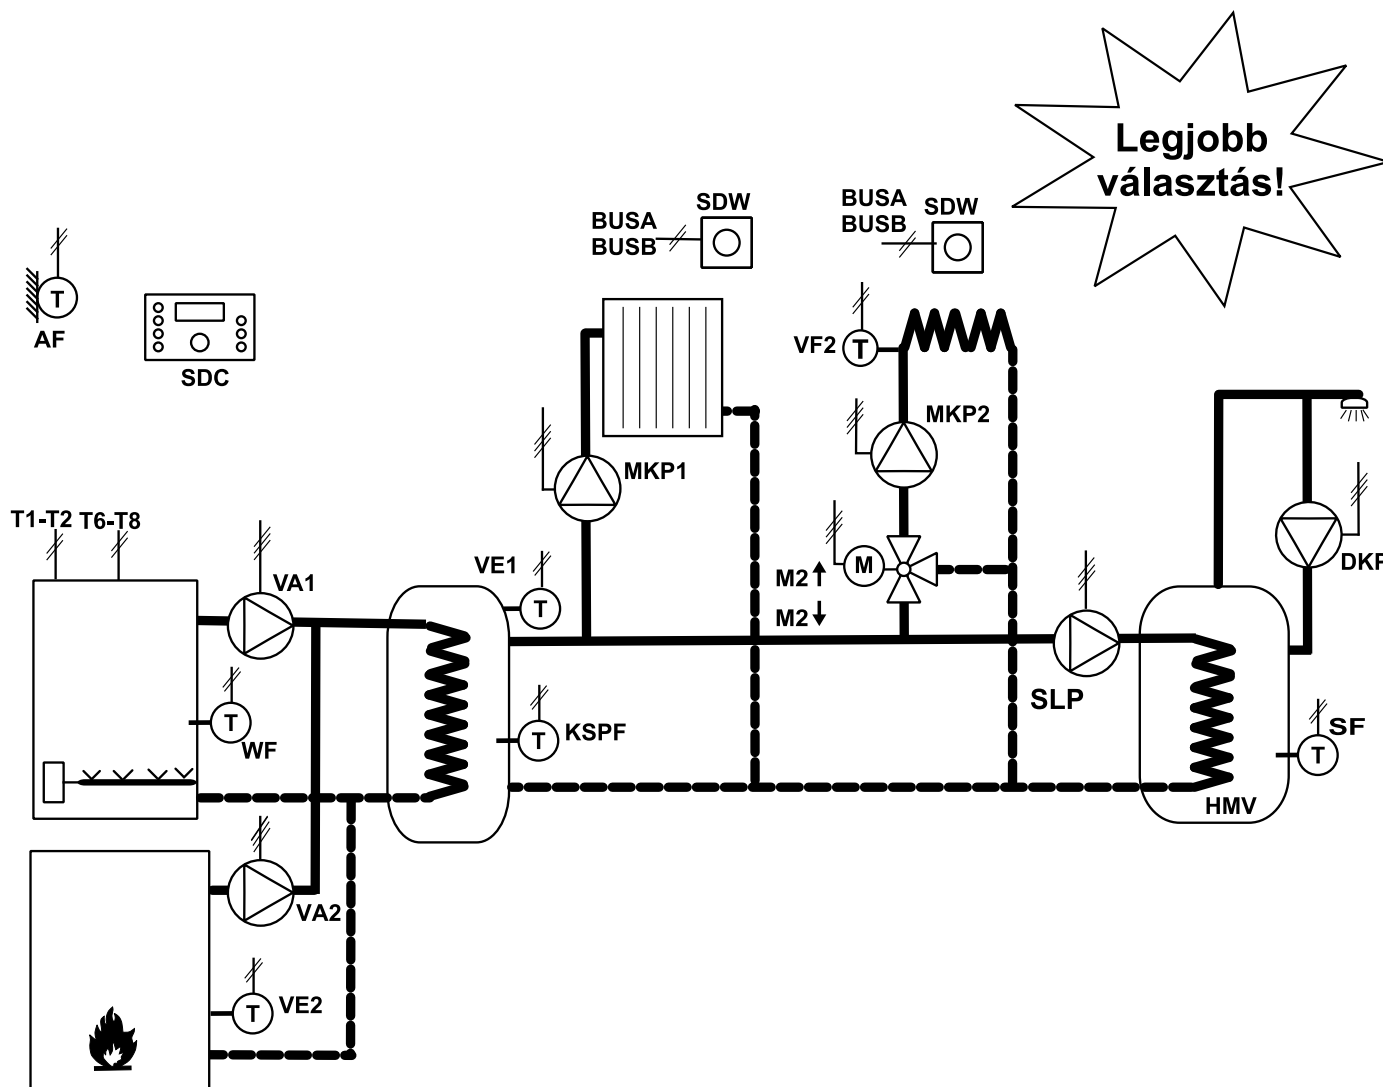 Legjobb
választás!
SDW
BUSA
BUSB
BUSA
BUSB
SDW
T
AF
SDC
VF2
T
MKP2
MKP1
T1-T2
T6-T8
VA1
VE1
T
M
M2
M2
DKP
SLP
T
WF
T
KSPF
T
SF
HMV
VA2
T
VE2